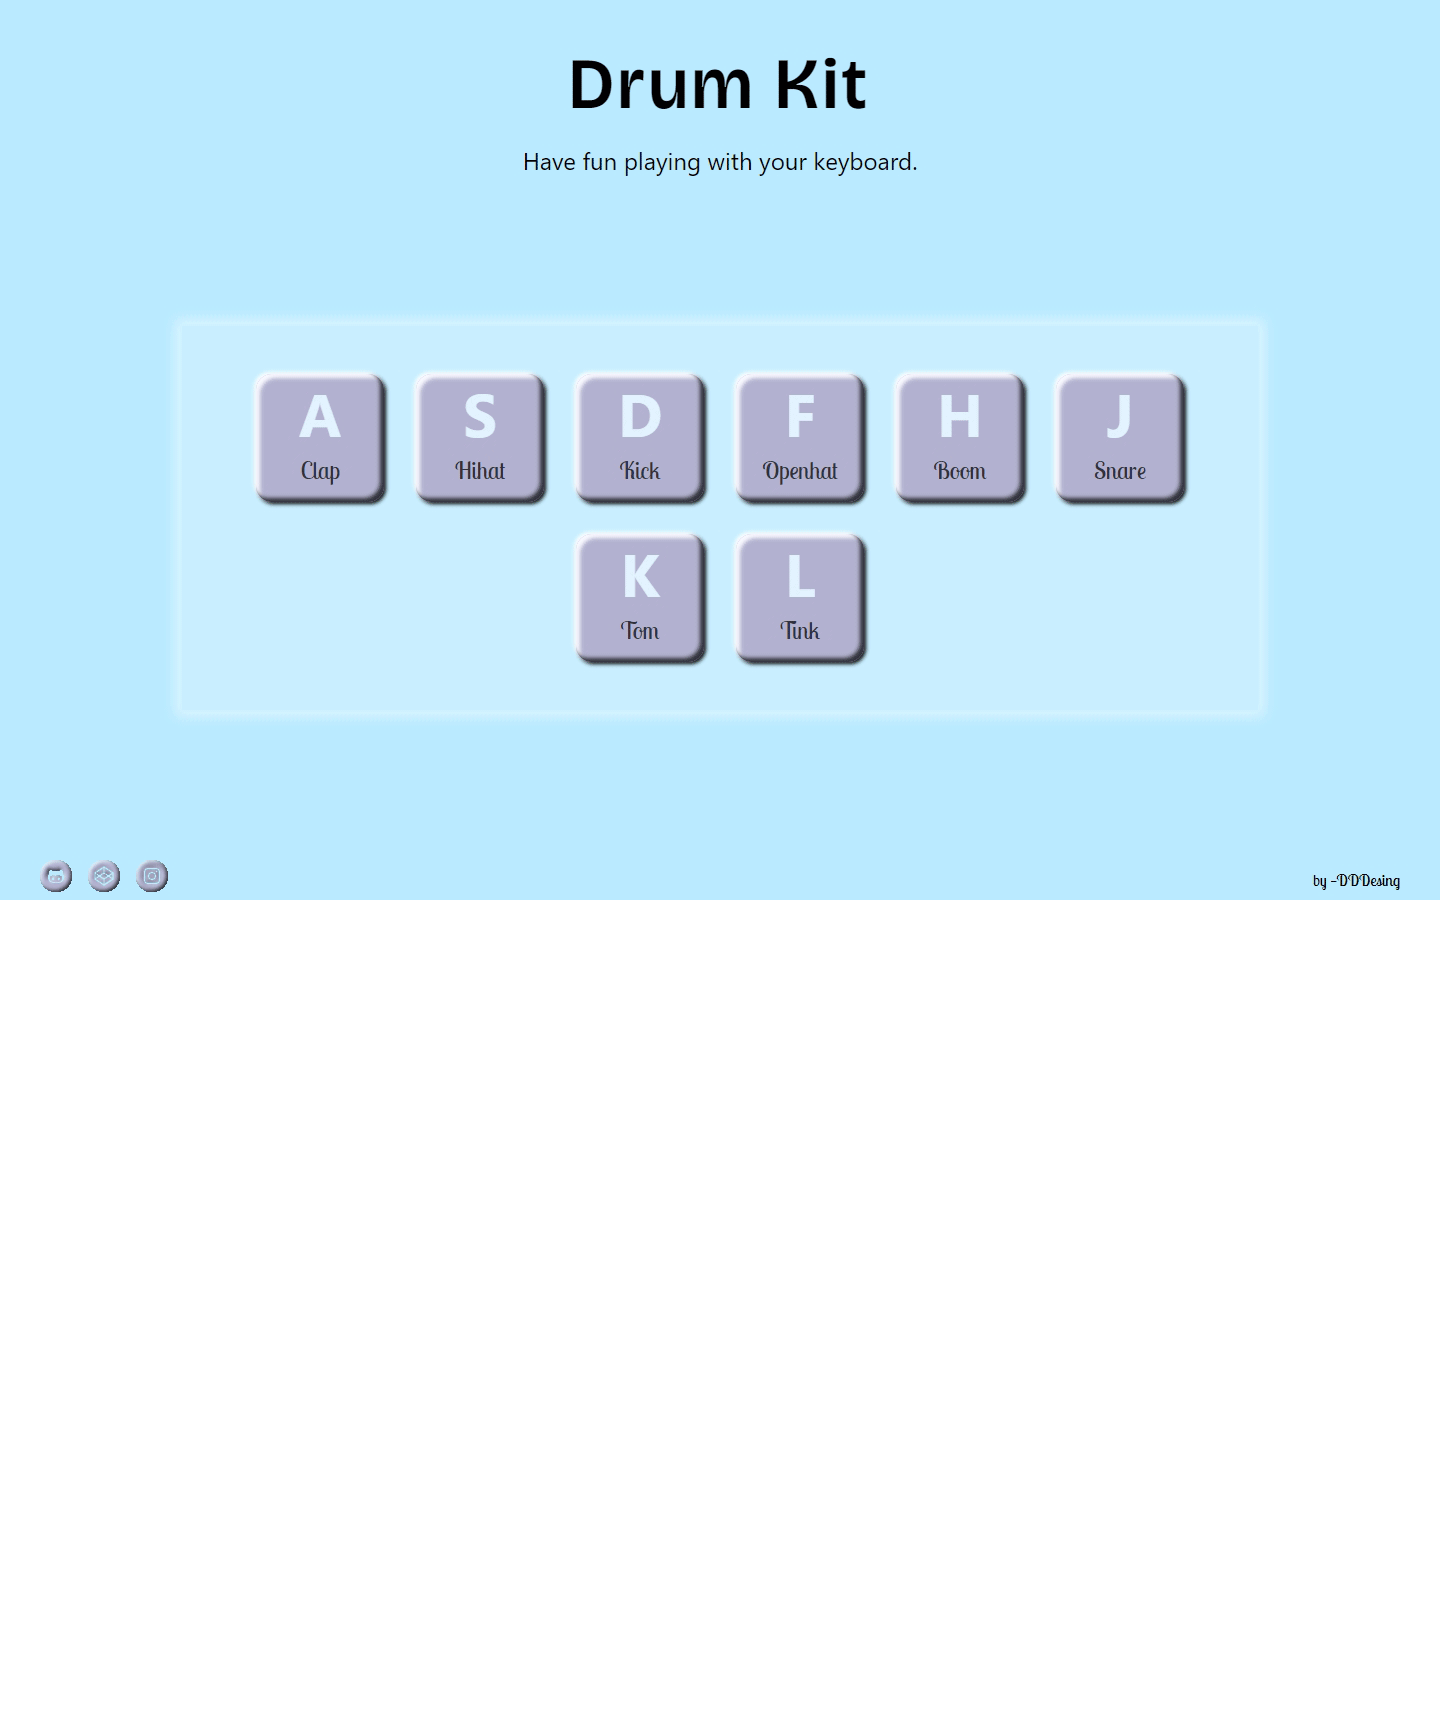 Drum Kit
Have fun playing with your keyboard.
A S D F H J
Clap Hihat Kick Openhat Boom Snare
K L
Tom Tink
by -DDDesing